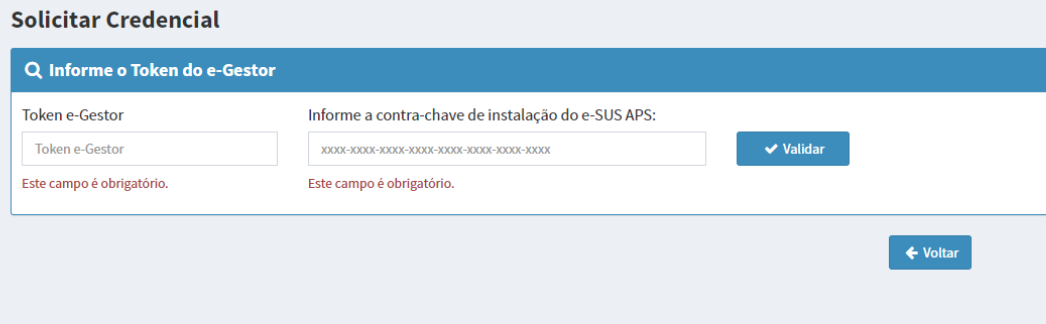 Solicitar Credencial
Informe o Token do e-Gestor
Token e-Gestor
Informe a contra-chave de instalação do e-SUS APS:
Token e-Gestor
xxxx-xxxx-xxxx-xxxx-xxxx-xxxx-xxxx-xxxx
Validar
Este campo é obrigatório.
Este campo é obrigatório.
Voltar